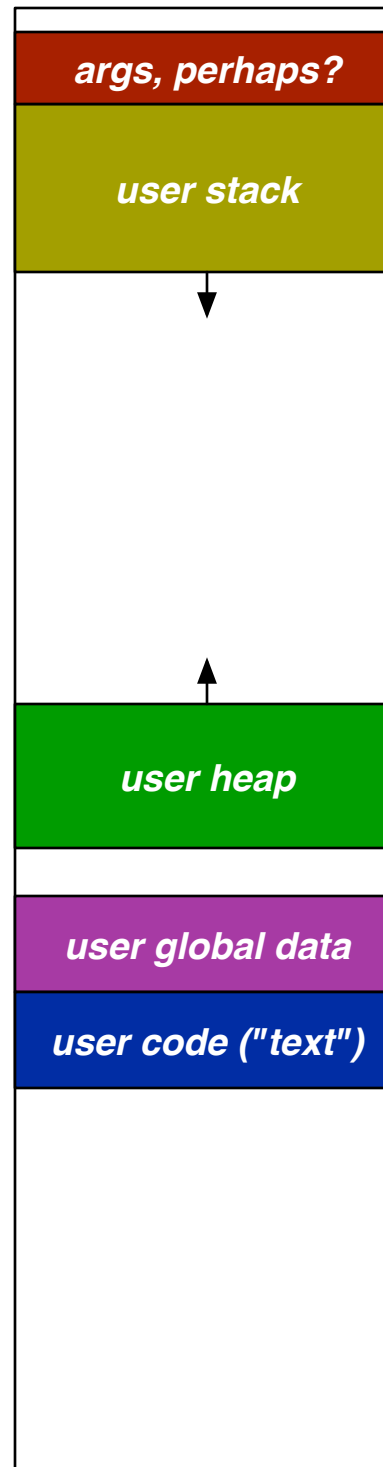 args, perhaps?
user stack
user heap
user global data
user code ("text")